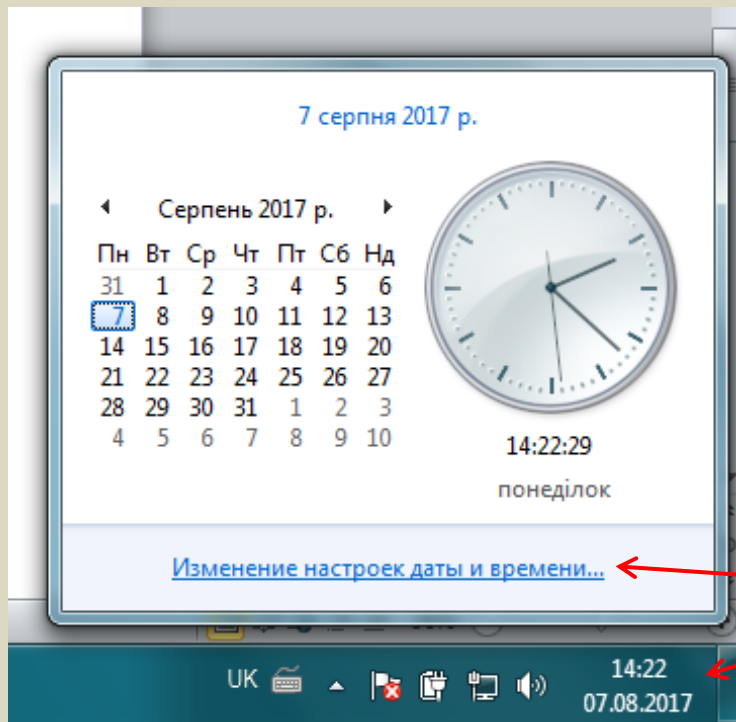 7 серпня 2017 р.
Серпень 2017 р.
Пн Вт Ср Чт Пт Сб Нд
31 1 2 3 4 5 6
7 8 9 10 11 12 13
14 15 16 17 18 19 20
21 22 23 24 25 26 27
28 29 30 31 1 2 3
4 5 6 7 8 9 10
14:22:29
понеділок
Изменение настроек даты и времени...
UK
14:22
07.08.2017